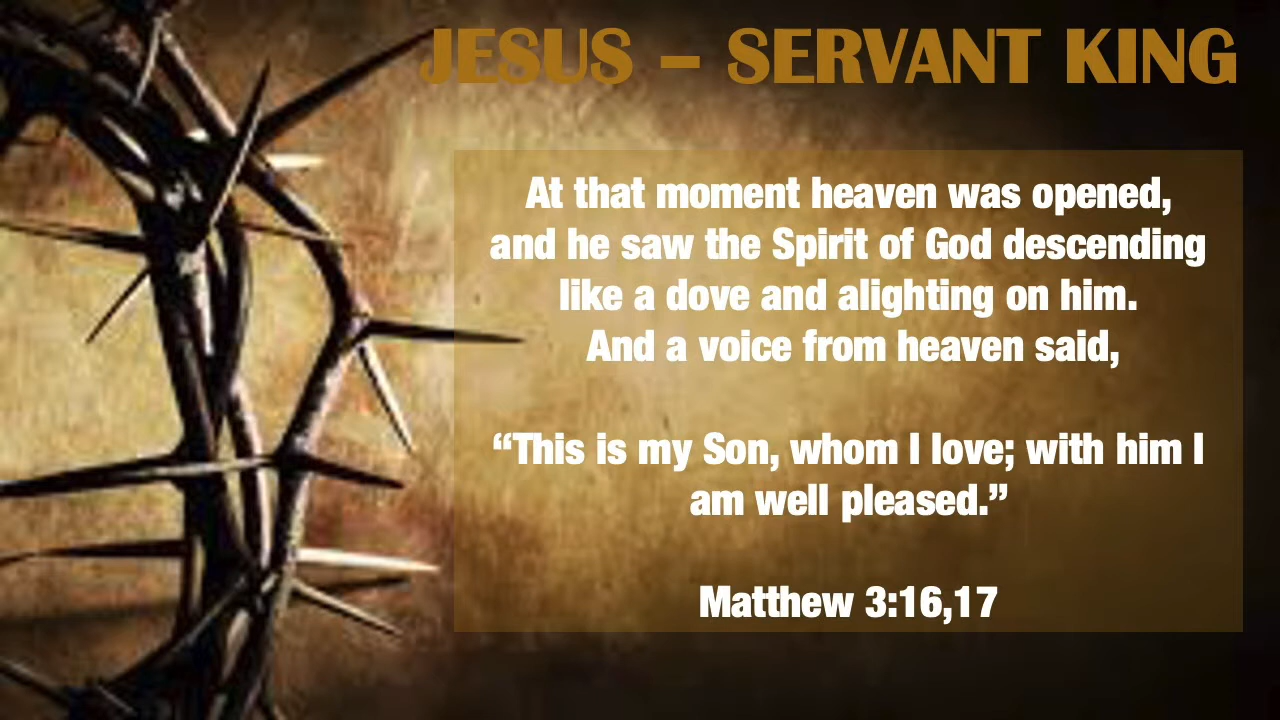 JESUS – SERVANT KING
At that moment heaven was opened,
and he saw the Spirit of God descending
like a dove and alighting on him.
And a voice from heaven said,
“This is my Son, whom I love; with him I
am well pleased.”
Matthew 3:16,17